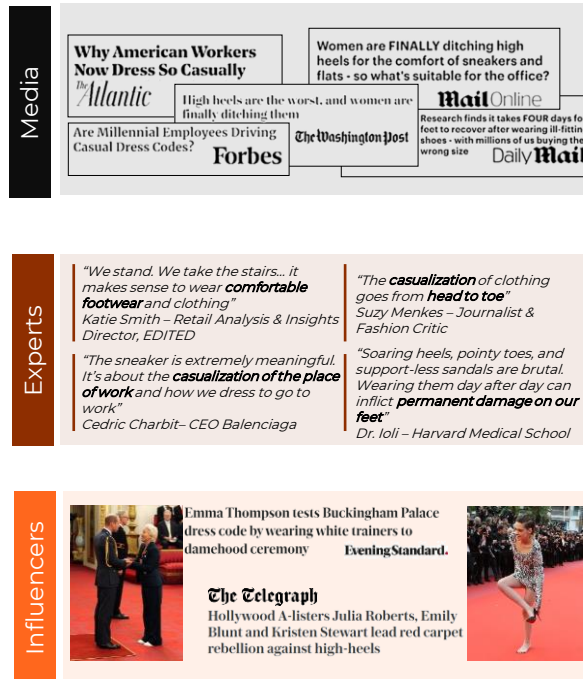 Media
Why American Workers
Now Dress So Casually
The Atlantic
Women are FINALLY ditching high
heels for the comfort of sneakers and
flats - so what's suitable for the office?
Mail Online
High heels are the worst, and women are
finally ditching them
The Washington Post
Are Millennial Employees Driving
Casual Dress Codes?
Forbes
Research finds it takes FOUR days fo
feet to recover after wearing ill-fittin
shoes - with millions of us buying the
wrong size
Daily Mail
Experts
“We stand. We take the stairs... it
makes sense to wear comfortable
footwear and clothing”
Katie Smith – Retail Analysis & Insights
Director, EDITED
“The casualization of clothing
goes from head to toe”
Suzy Menkes – Journalist &
Fashion Critic
“The sneaker is extremely meaningful.
It’s about the casualization of the place
of work and how we dress to go to
work”
Cedric Charbit– CEO Balenciaga
“Soaring heels, pointy toes, and
support-less sandals are brutal.
Wearing them day after day can
inflict permanent damage on our
feet”
Dr. Ioli – Harvard Medical School
Influencers
Emma Thompson tests Buckingham Palace
dress code by wearing white trainers to
damehood ceremony
Evening Standard.
The Telegraph
Hollywood A-listers Julia Roberts, Emily
Blunt and Kristen Stewart lead red carpet
rebellion against high-heels